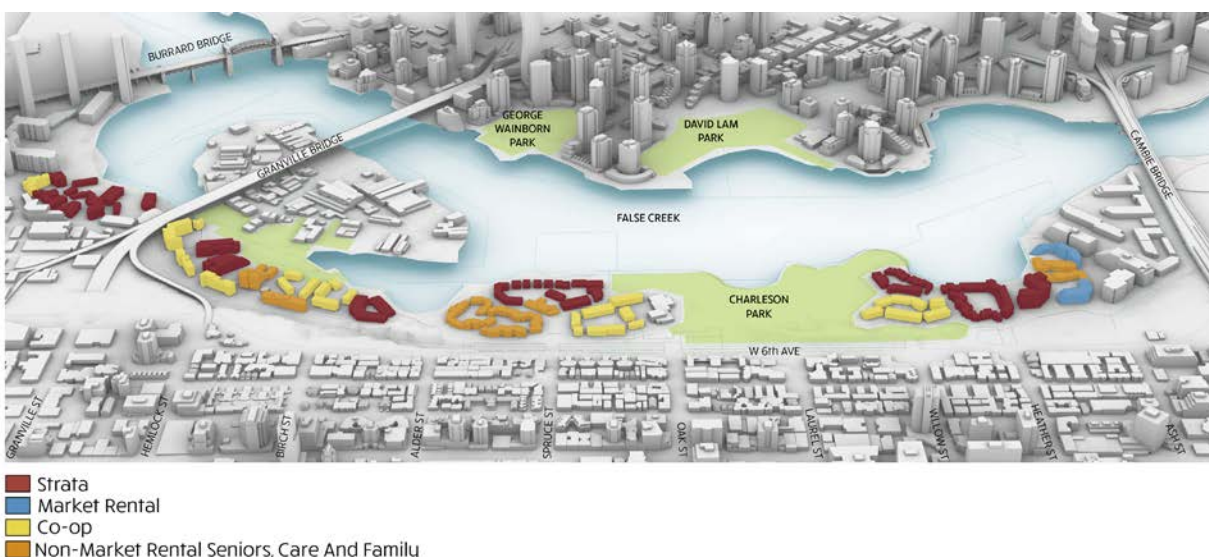 BURRARD BRIDGE
GRANVILLE BRIDGE
GEORGE
WAINBORN
PARK
DAVID LAM
PARK
CAMBIE BRIDGE
FALSE CREEK
CHARLESON
PARK
W 6th AVE
GRANVILLE ST
HEMLOCK ST
BIRCH ST
ALDER ST
SPRUCE ST
OAK ST
LAUREL ST
WILLOW ST
HEATHER ST
ASH ST
Strata
Market Rental
Co-op
Non-Market Rental Seniors, Care And Family